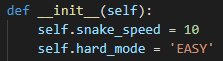 def __init__(self):
    self.snake_speed = 10
    self.hard_mode = 'EASY'